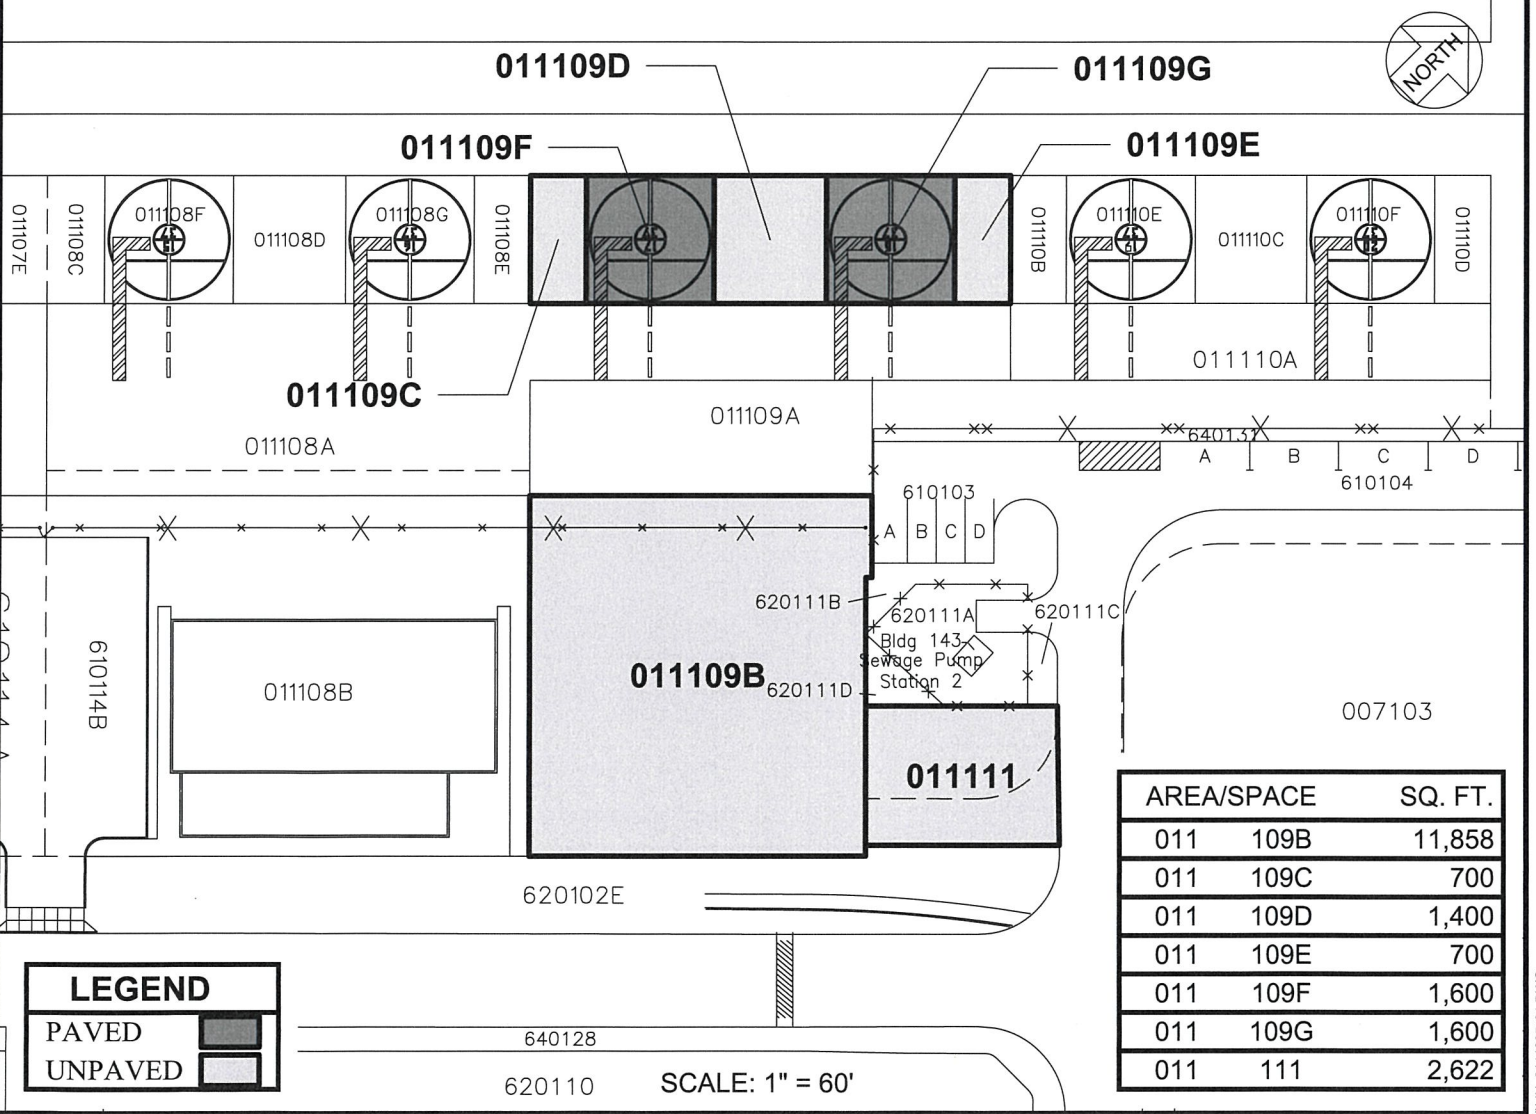 NORTH
011109D
011109G
011109F
011109E
011107E
011108C
011108F
011108D
011108G
011108E
011110B
011110E
011110C
011110F
011110D
011110A
011109C
011109A
011108A
640131
A B C D
610104
610103
A B C D
620111B
620111A
620111C
Bldg 143
Sewage Pump
Station 2
620111D
610114B
011108B
011109B
007103
011111
AREA/SPACE SQ. FT.
011 109B 11,858
011 109C 700
011 109D 1,400
011 109E 700
011 109F 1,600
011 109G 1,600
011 111 2,622
620102E
LEGEND
PAVED
UNPAVED
640128
620110
SCALE: 1" = 60'